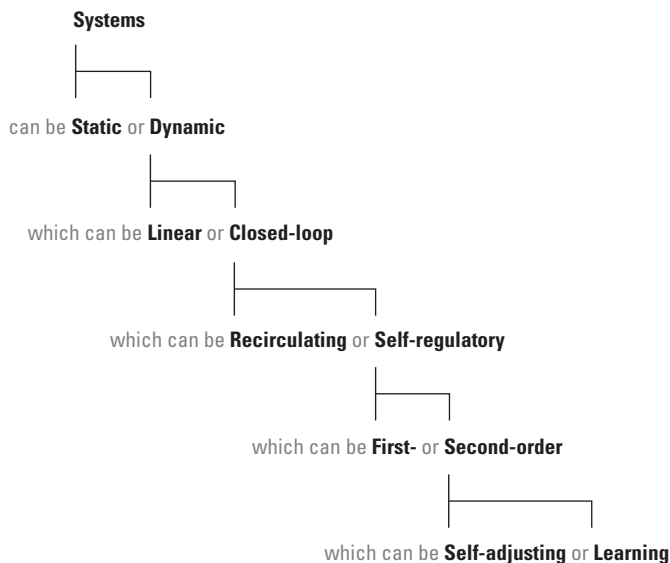 Systems
can be Static or Dynamic
which can be Linear or Closed-loop
which can be Recirculating or Self-regulatory
which can be First- or Second-order
which can be Self-adjusting or Learning